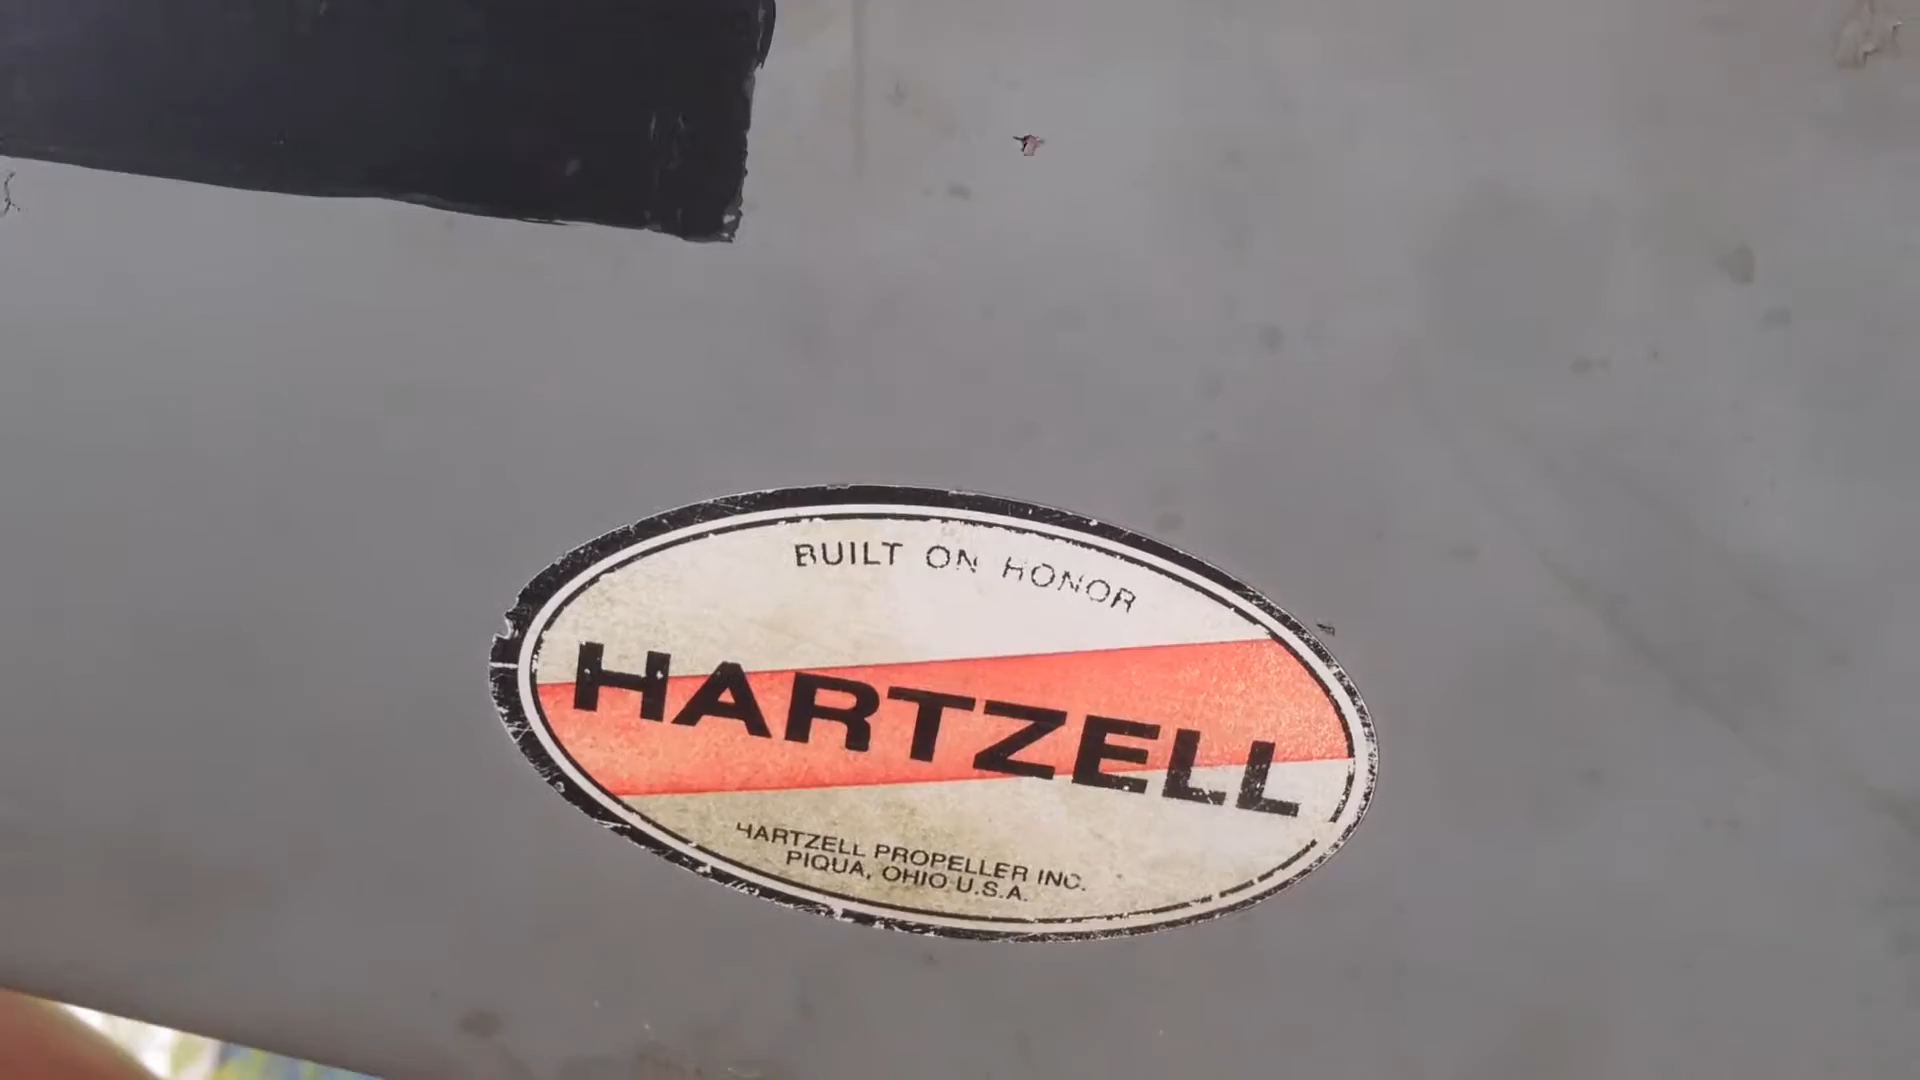 BUILT ON HONOR
HARTZELL
HARTZELL PROPELLER INC.
PIQUA, OHIO U.S.A.